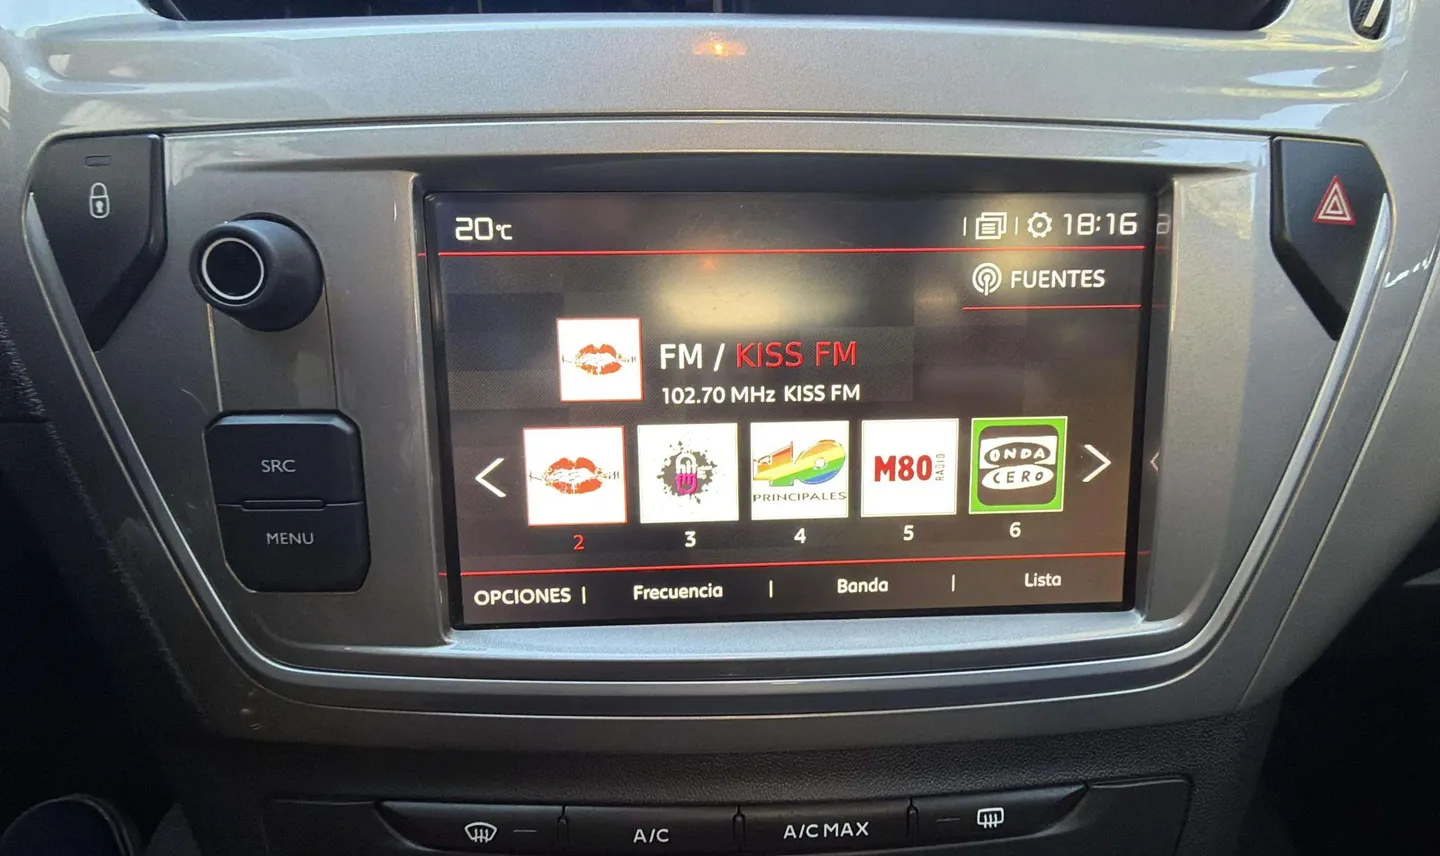 20°C
18:16
FUENTES
FM / KISS FM
102.70 MHz KISS FM
40
PRINCIPALES
M80
RADIO
ONDA
CERO
2 3 4 5 6
OPCIONES | Frecuencia | Banda | Lista
SRC
MENU
A/C
A/C MAX